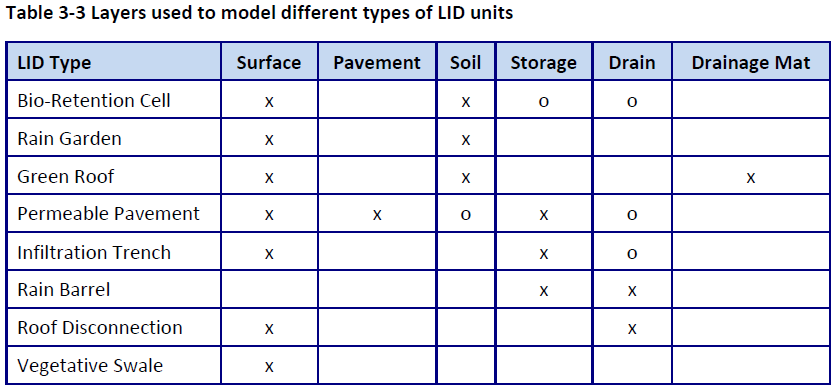 Table 3-3 Layers used to model different types of LID units
LID Type Surface Pavement Soil Storage Drain Drainage Mat
Bio-Retention Cell x x o o
Rain Garden x x
Green Roof x x x
Permeable Pavement x x o x o
Infiltration Trench x x o
Rain Barrel x x
Roof Disconnection x x
Vegetative Swale x